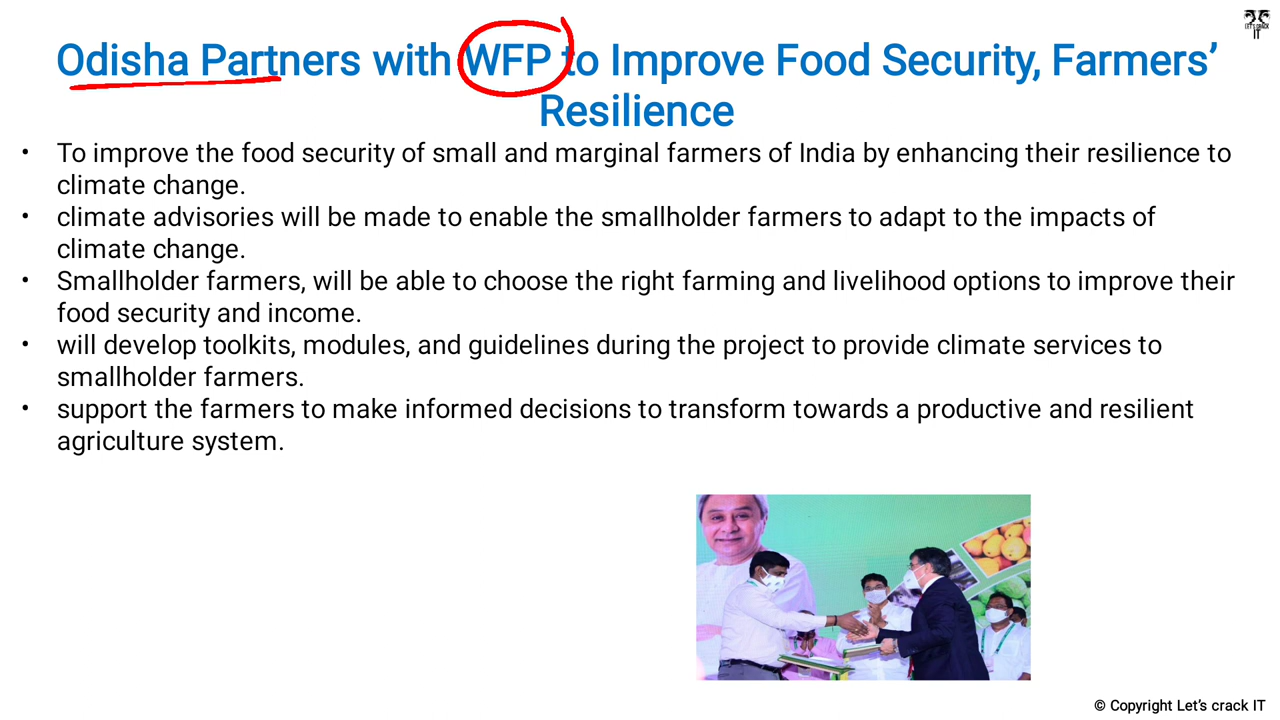 LET'S CRACK
IT
Odisha Partners with WFP to Improve Food Security, Farmers’
Resilience
• To improve the food security of small and marginal farmers of India by enhancing their resilience to
climate change.
• climate advisories will be made to enable the smallholder farmers to adapt to the impacts of
climate change.
• Smallholder farmers, will be able to choose the right farming and livelihood options to improve their
food security and income.
• will develop toolkits, modules, and guidelines during the project to provide climate services to
smallholder farmers.
• support the farmers to make informed decisions to transform towards a productive and resilient
agriculture system.
© Copyright Let’s crack IT